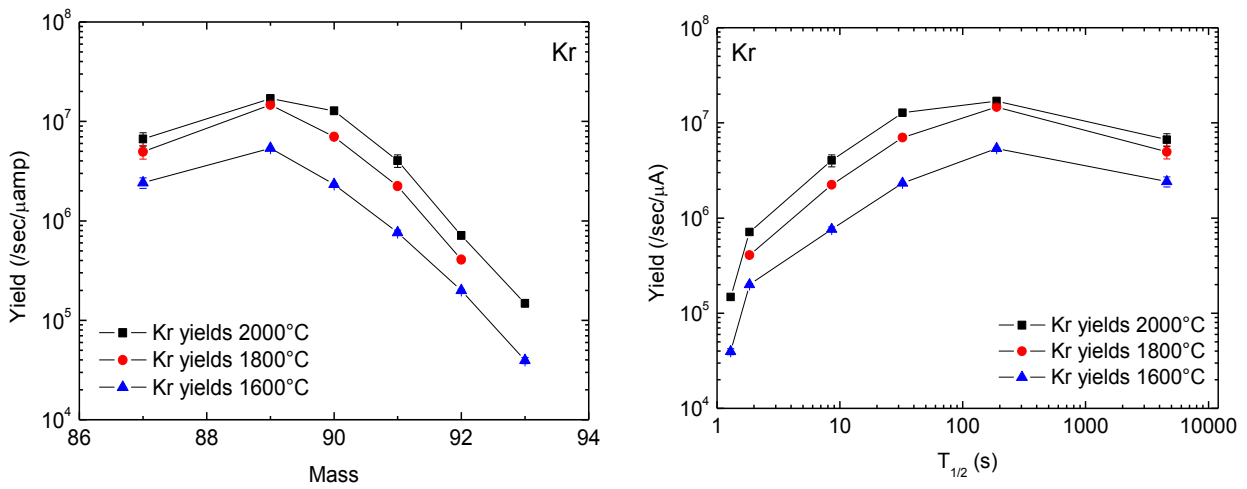 Kr
Yield (/sec/μamp)
10^8
10^7
10^6
10^5
10^4
Kr yields 2000°C
Kr yields 1800°C
Kr yields 1600°C
86 88 90 92 94
Mass
Kr
Yield (/sec/μA)
10^8
10^7
10^6
10^5
10^4
Kr yields 2000°C
Kr yields 1800°C
Kr yields 1600°C
1 10 100 1000 10000
T_{1/2} (s)